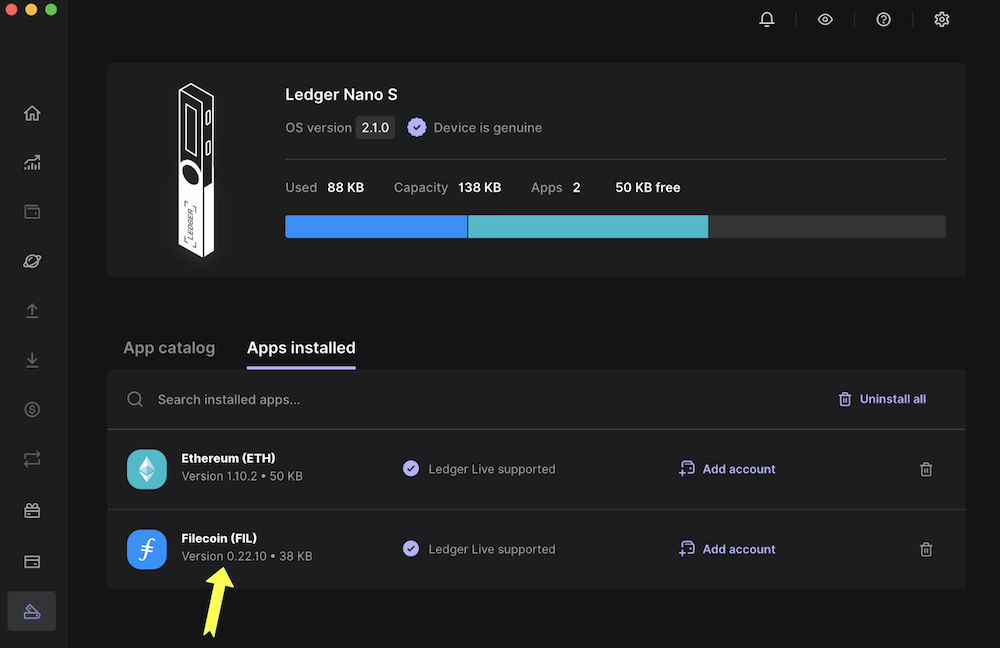 Ledger Nano S
OS version 2.1.0 Device is genuine
Used 88 KB Capacity 138 KB Apps 2 50 KB free
LEDGER
App catalog Apps installed
Search installed apps... Uninstall all
Ethereum (ETH)
Version 1.10.2 • 50 KB
Ledger Live supported Add account
Filecoin (FIL)
Version 0.22.10 • 38 KB
Ledger Live supported Add account